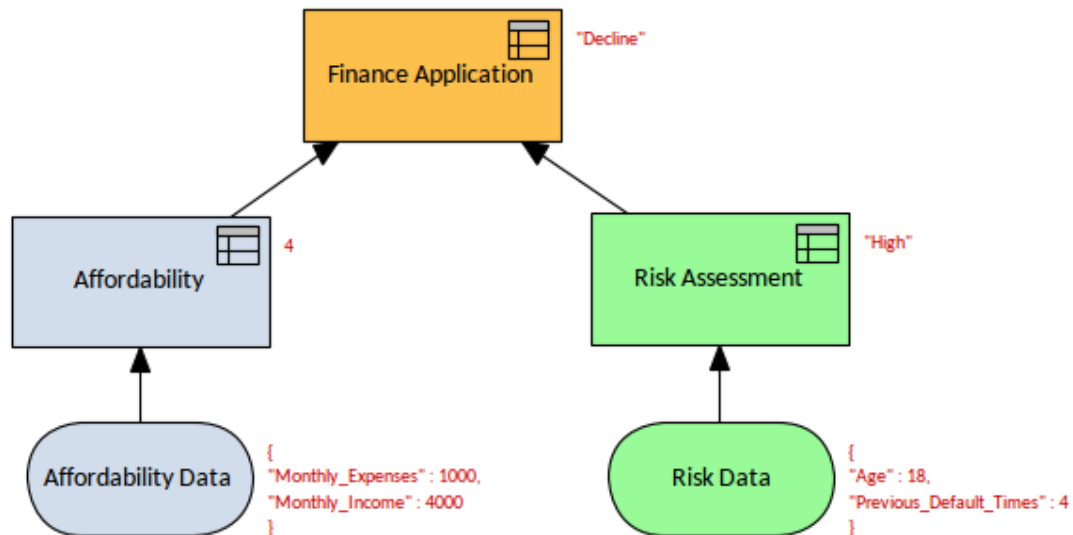 "Decline"
Finance Application
4
"High"
Affordability
Risk Assessment
Affordability Data
{
"Monthly_Expenses" : 1000,
"Monthly_Income" : 4000
}
Risk Data
{
"Age" : 18,
"Previous_Default_Times" : 4
}